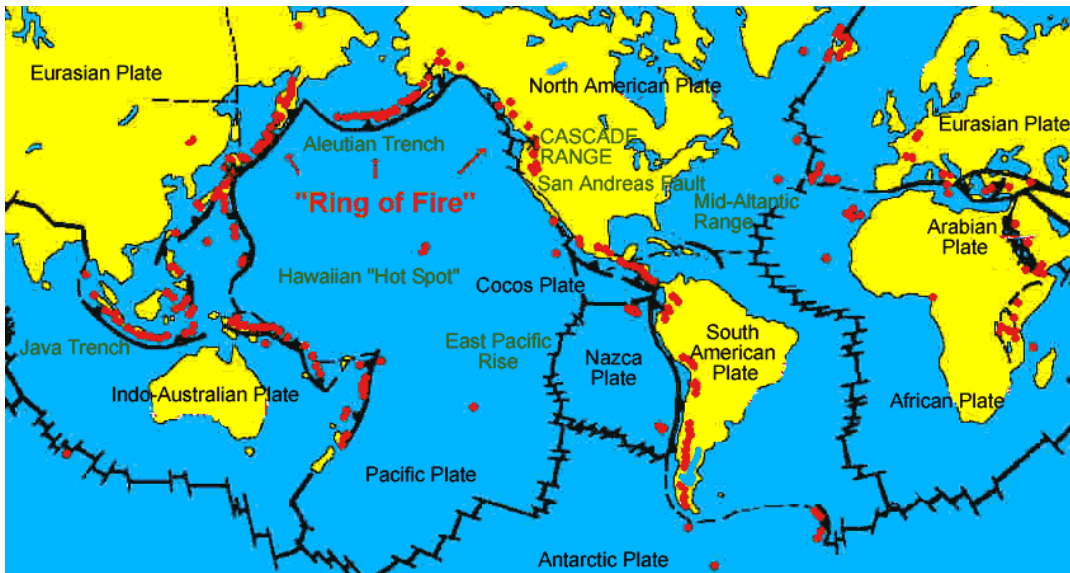 Eurasian Plate
North American Plate
Aleutian Trench
CASCADE
RANGE
Eurasian Plate
San Andreas Fault
"Ring of Fire"
Mid-Altantic
Range
Arabian
Plate
Hawaiian "Hot Spot"
Cocos Plate
Java Trench
East Pacific
Rise
Nazca
Plate
South
American
Plate
Indo-Australian Plate
African Plate
Pacific Plate
Antarctic Plate